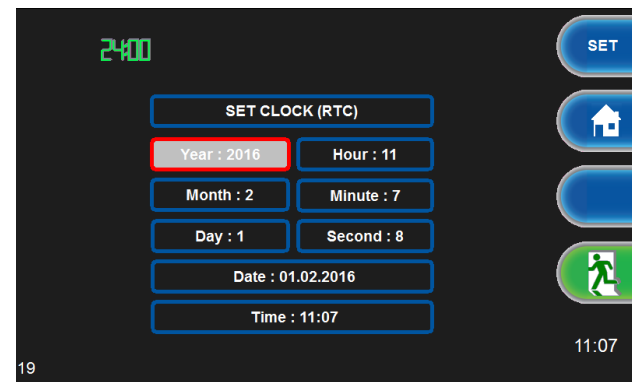 24:00
SET
SET CLOCK (RTC)
Year : 2016
Hour : 11
Month : 2
Minute : 7
Day : 1
Second : 8
Date : 01.02.2016
Time : 11:07
11:07
19